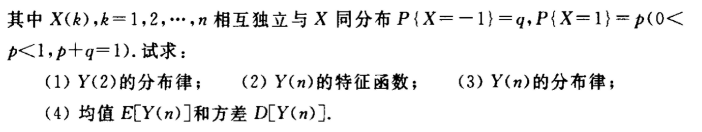 其中 X(k),k=1,2,⋯,n 相互独立与 X 同分布 P{X=-1}=q,P{X=1}=p(0<
p<1,p+q=1).试求:
(1) Y(2)的分布律; (2) Y(n)的特征函数; (3) Y(n)的分布律;
(4) 均值 E[Y(n)]和方差 D[Y(n)].